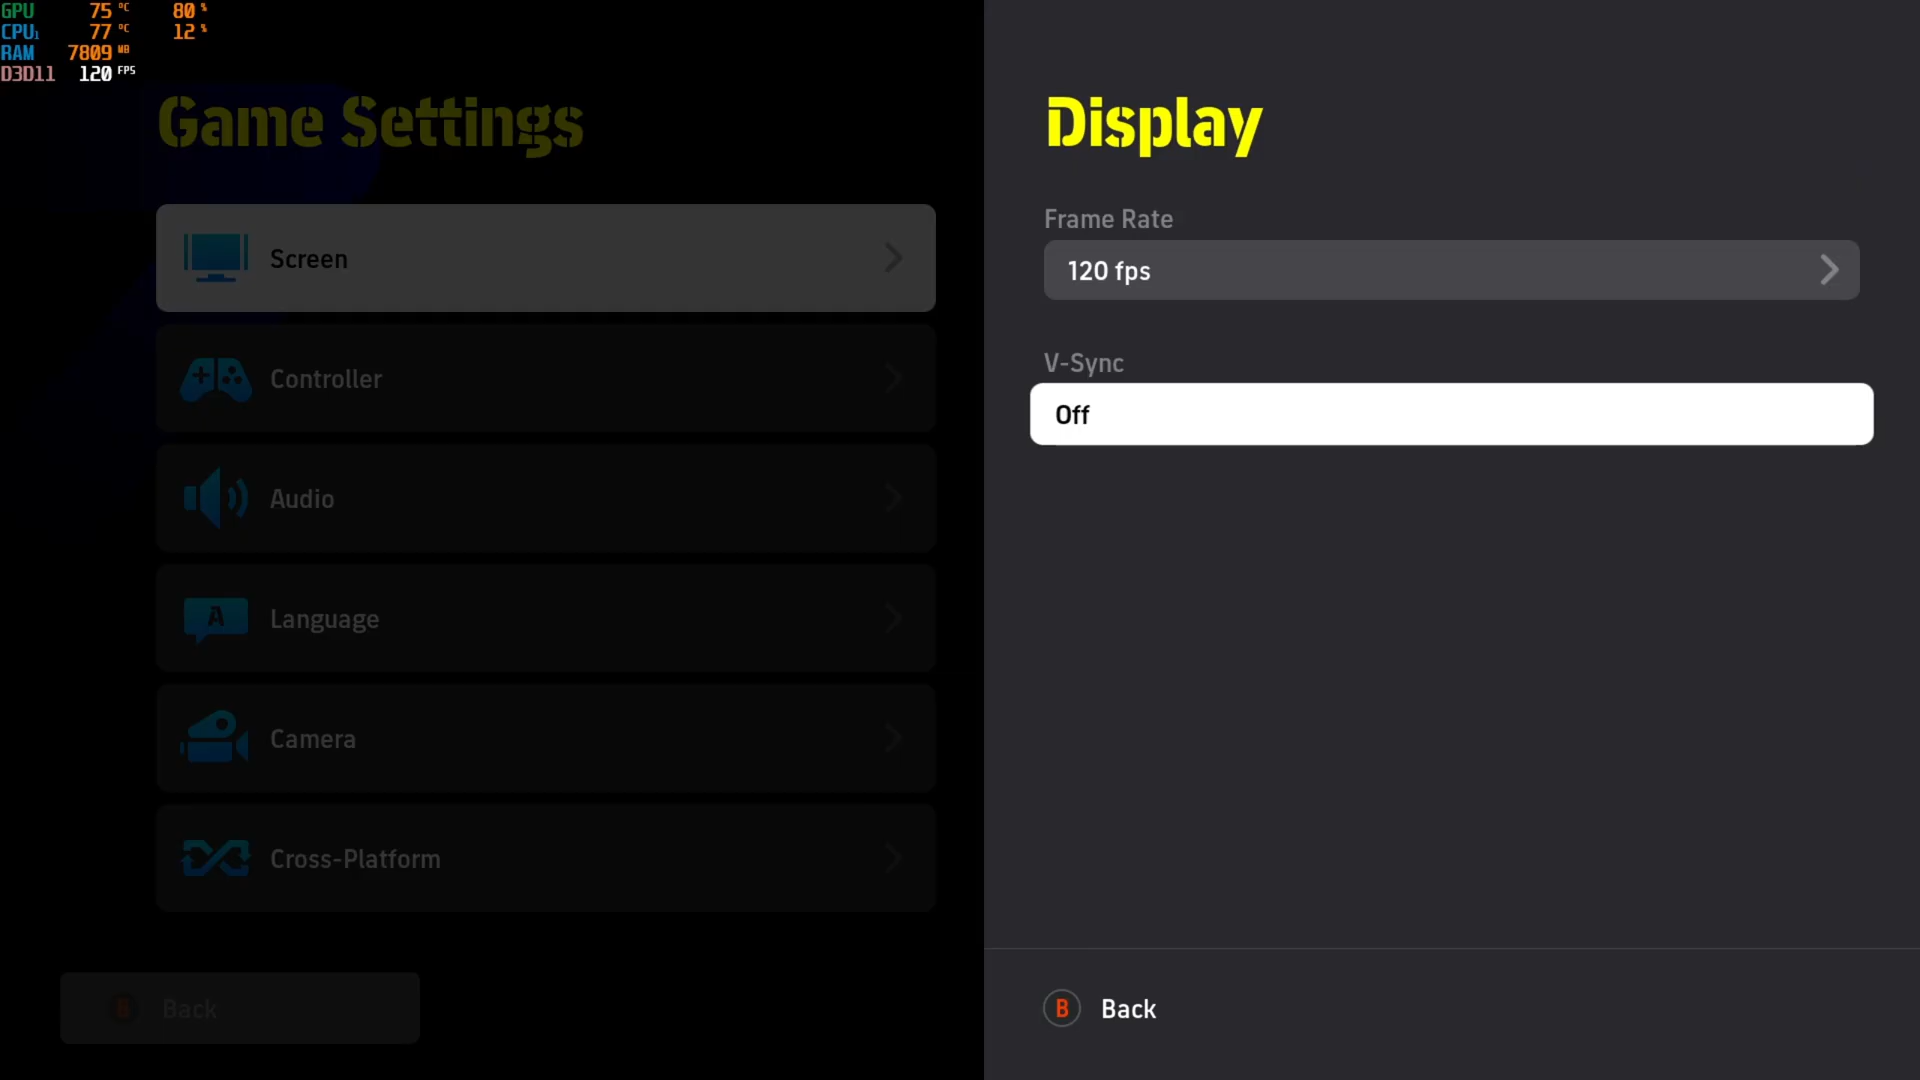 GPU 75 °C 80 %
CPU1 77 °C 12 %
RAM 7809 MB
D3D11 120 FPS
Game Settings
Screen
Controller
Audio
A Language
Camera
Cross-Platform
B Back
Display
Frame Rate
120 fps
V-Sync
Off
B Back